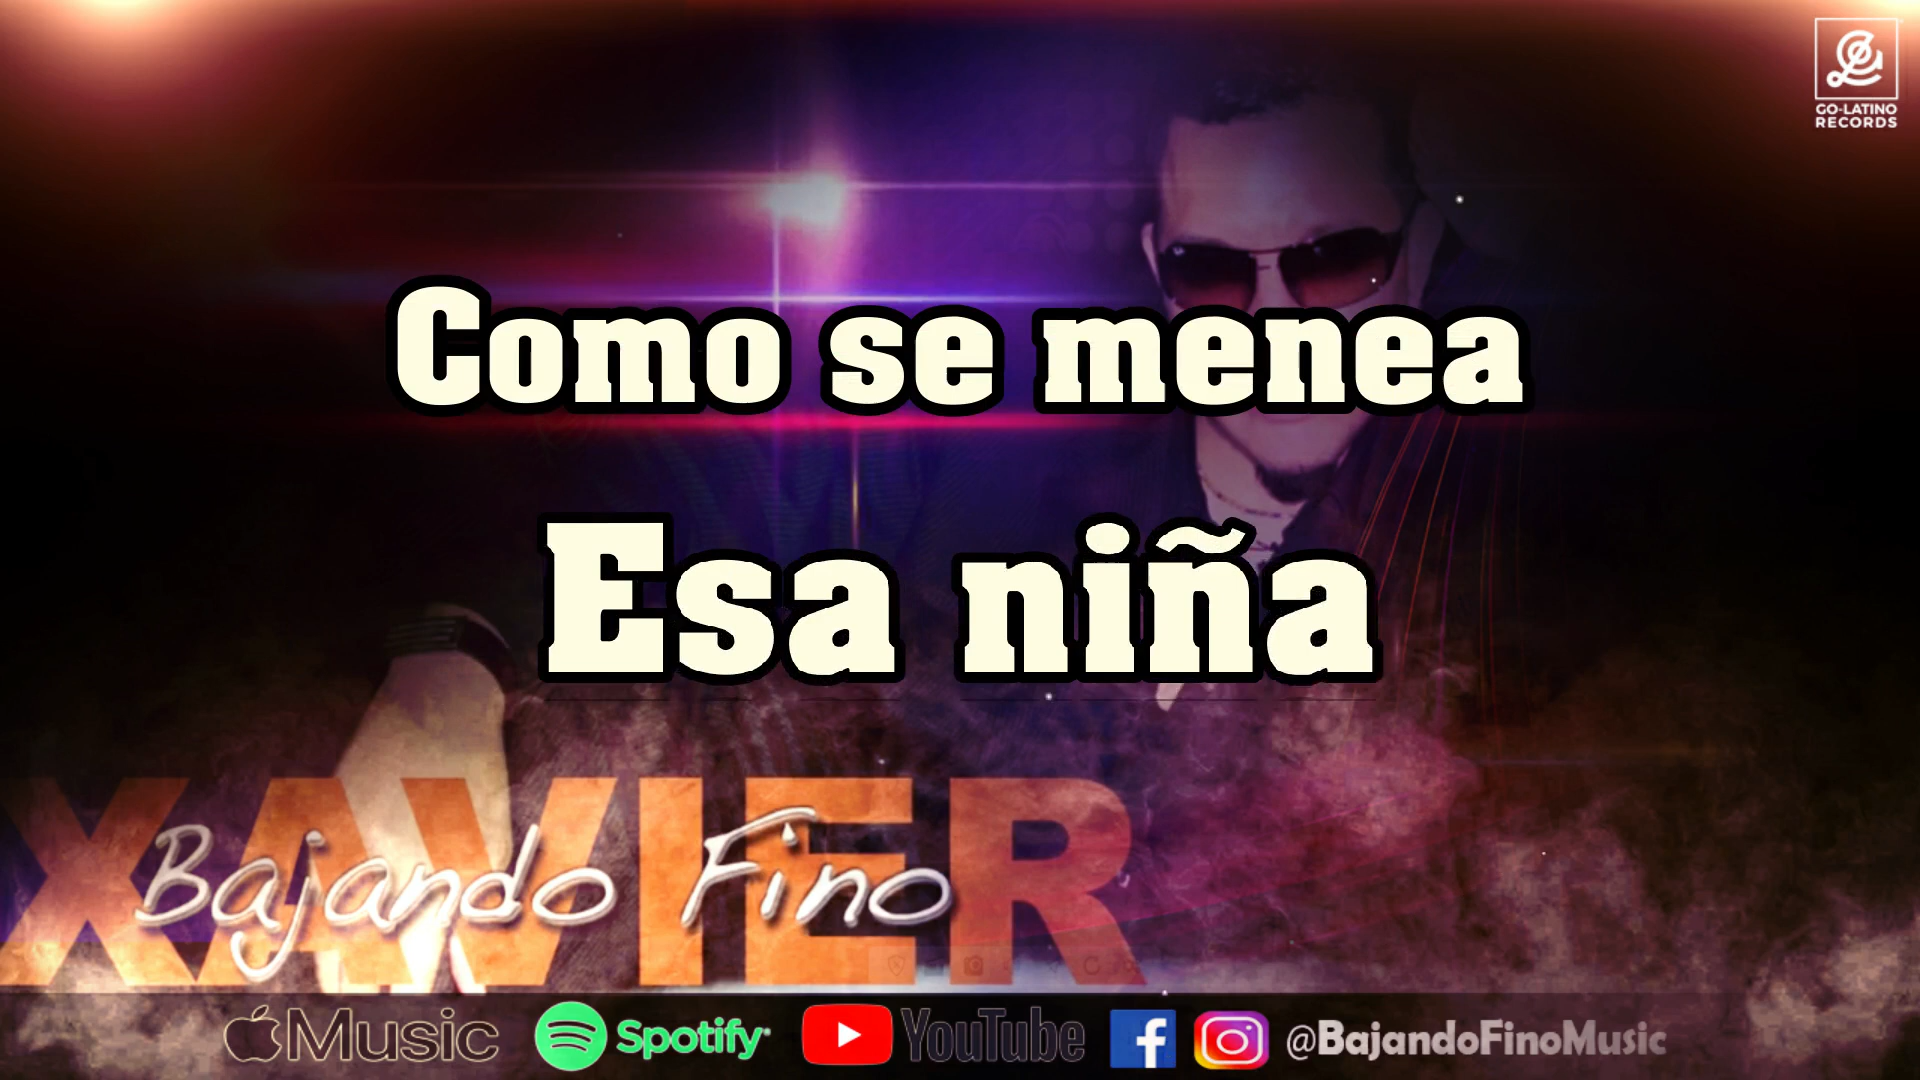 GO-LATINO
RECORDS
Como se menea
Esa niña
XAVIER
Bajando Fino
Music
Spotify
YouTube
@BajandoFinoMusic